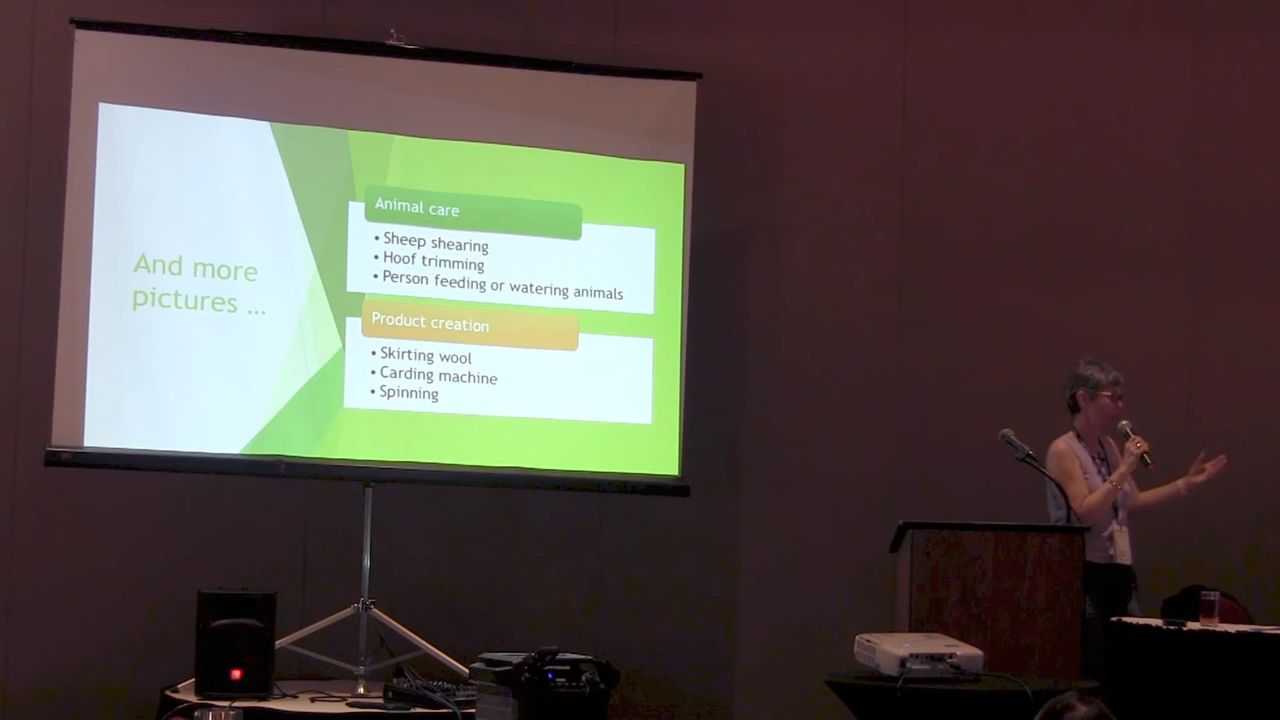 And more
pictures ...
Animal care
• Sheep shearing
• Hoof trimming
• Person feeding or watering animals
Product creation
• Skirting wool
• Carding machine
• Spinning